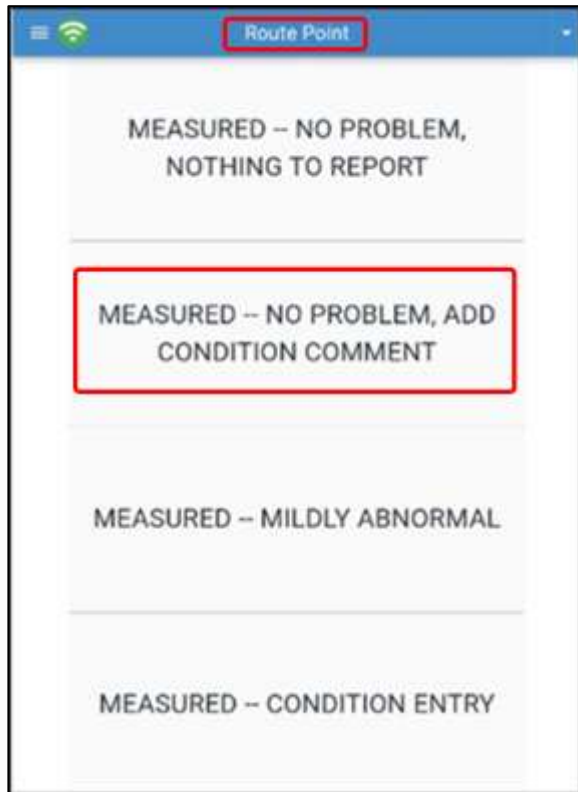 Route Point
MEASURED -- NO PROBLEM,
NOTHING TO REPORT
MEASURED -- NO PROBLEM, ADD
CONDITION COMMENT
MEASURED -- MILDLY ABNORMAL
MEASURED -- CONDITION ENTRY